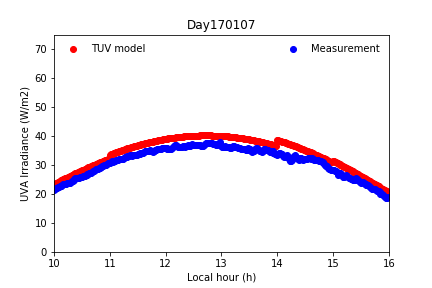 Day170107
TUV model
Measurement
UVA Irradiance (W/m2)
70
60
50
40
30
20
10
0
10 11 12 13 14 15 16
Local hour (h)